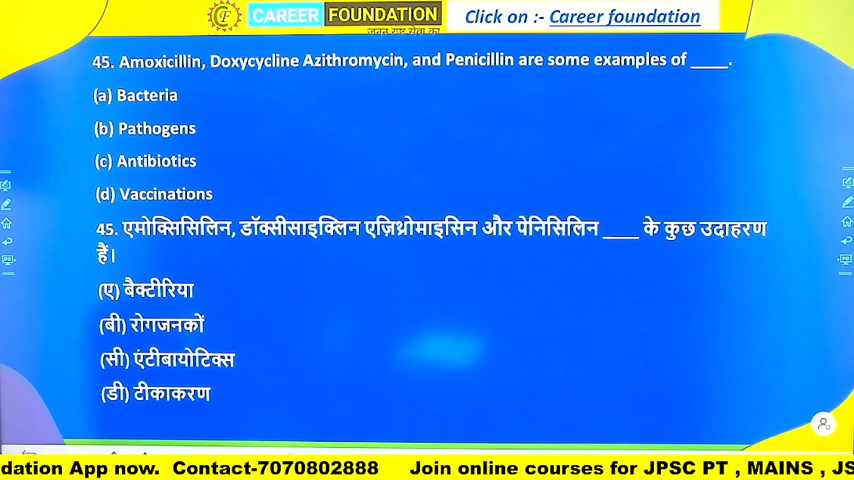 CAREER FOUNDATION
Click on :- Career foundation
45. Amoxicillin, Doxycycline Azithromycin, and Penicillin are some examples of ____.
(a) Bacteria
(b) Pathogens
(c) Antibiotics
(d) Vaccinations
45. एमोक्सिसिलिन, डॉक्सीसाइक्लिन एज़िथ्रोमाइसिन और पेनिसिलिन ____ के कुछ उदाहरण
हैं।
(ए) बैक्टीरिया
(बी) रोगजनकों
(सी) एंटीबायोटिक्स
(डी) टीकाकरण
dation App now. Contact-7070802888 Join online courses for JPSC PT , MAINS , JS